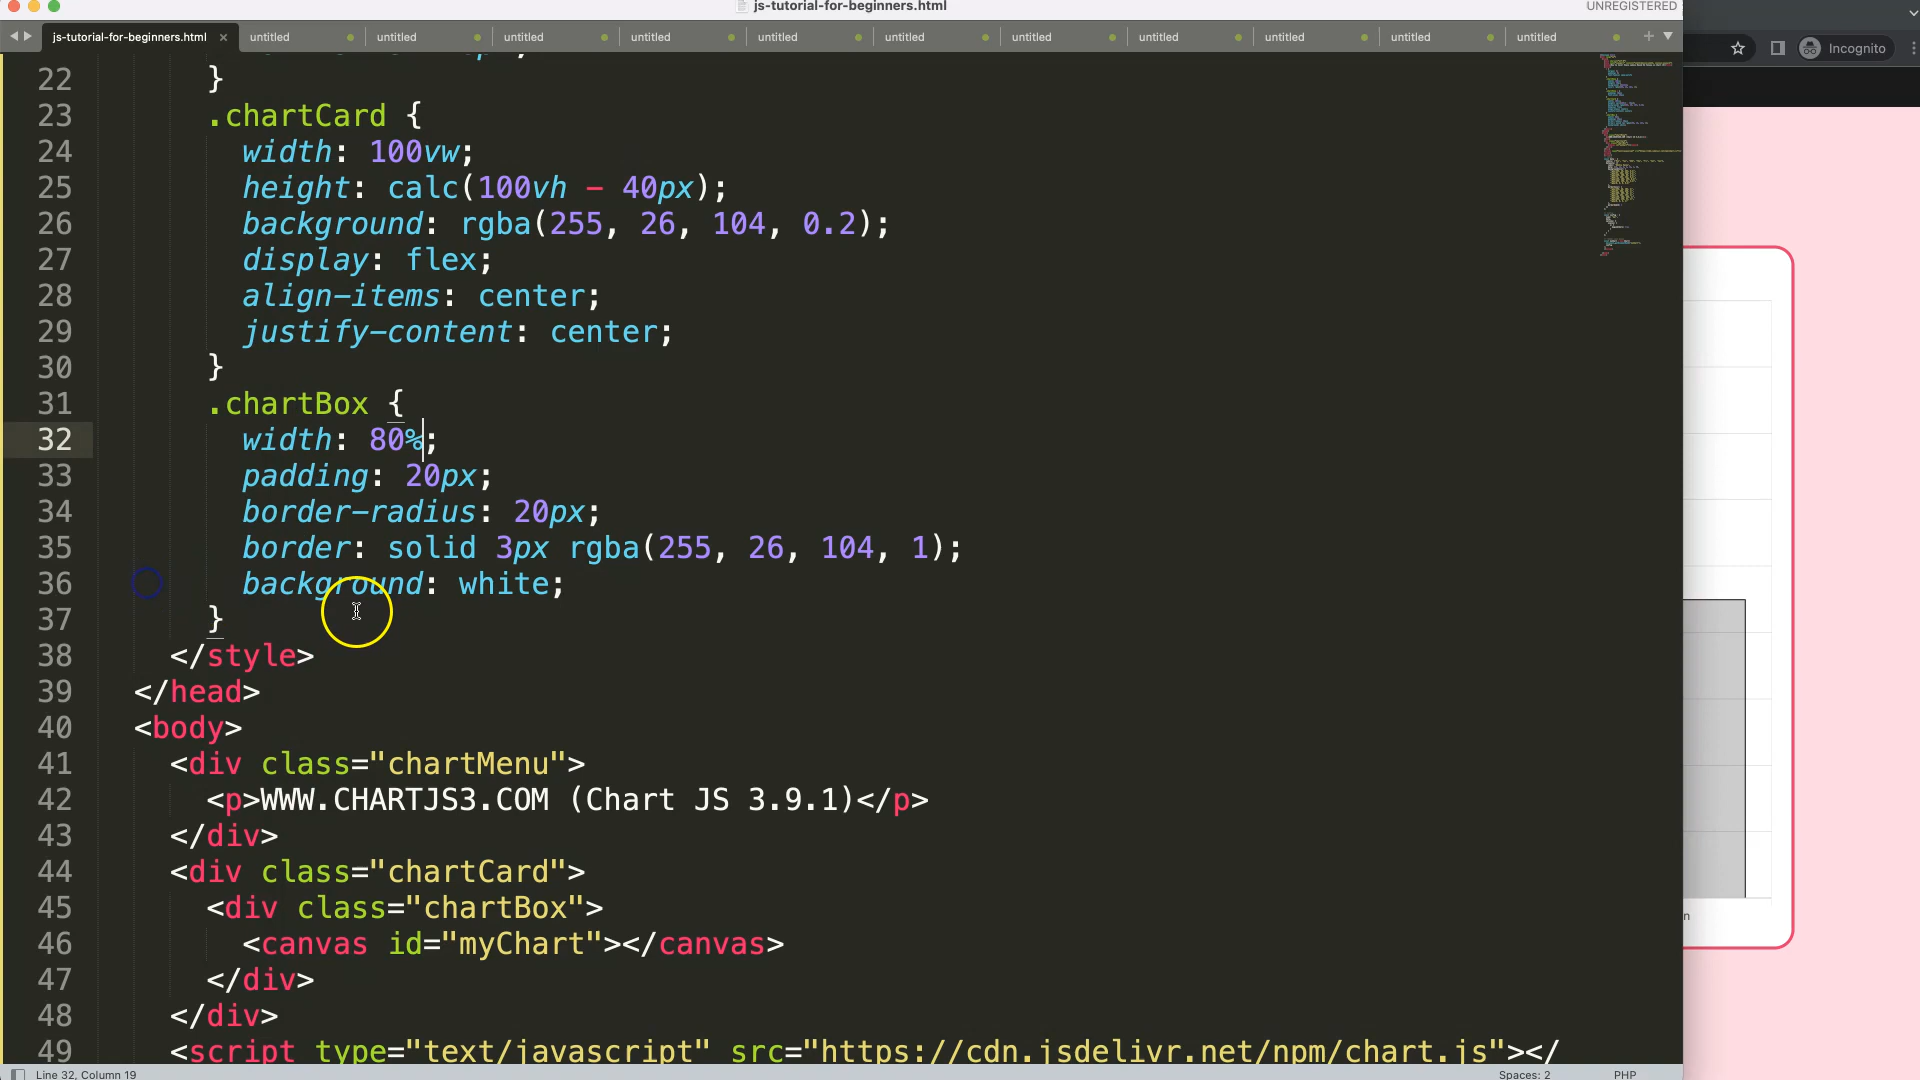 js-tutorial-for-beginners.html
UNREGISTERED
js-tutorial-for-beginners.html × untitled untitled untitled untitled untitled untitled untitled untitled untitled untitled untitled
Incognito
22 }
23 .chartCard {
24 width: 100vw;
25 height: calc(100vh - 40px);
26 background: rgba(255, 26, 104, 0.2);
27 display: flex;
28 align-items: center;
29 justify-content: center;
30 }
31 .chartBox {
32 width: 80%;
33 padding: 20px;
34 border-radius: 20px;
35 border: solid 3px rgba(255, 26, 104, 1);
36 background: white;
37 }
38 </style>
39 </head>
40 <body>
41 <div class="chartMenu">
42 <p>WWW.CHARTJS3.COM (Chart JS 3.9.1)</p>
43 </div>
44 <div class="chartCard">
45 <div class="chartBox">
46 <canvas id="myChart"></canvas>
47 </div>
48 </div>
49 <script type="text/javascript" src="https://cdn.jsdelivr.net/npm/chart.js"></
Line 32, Column 19
Spaces: 2
PHP